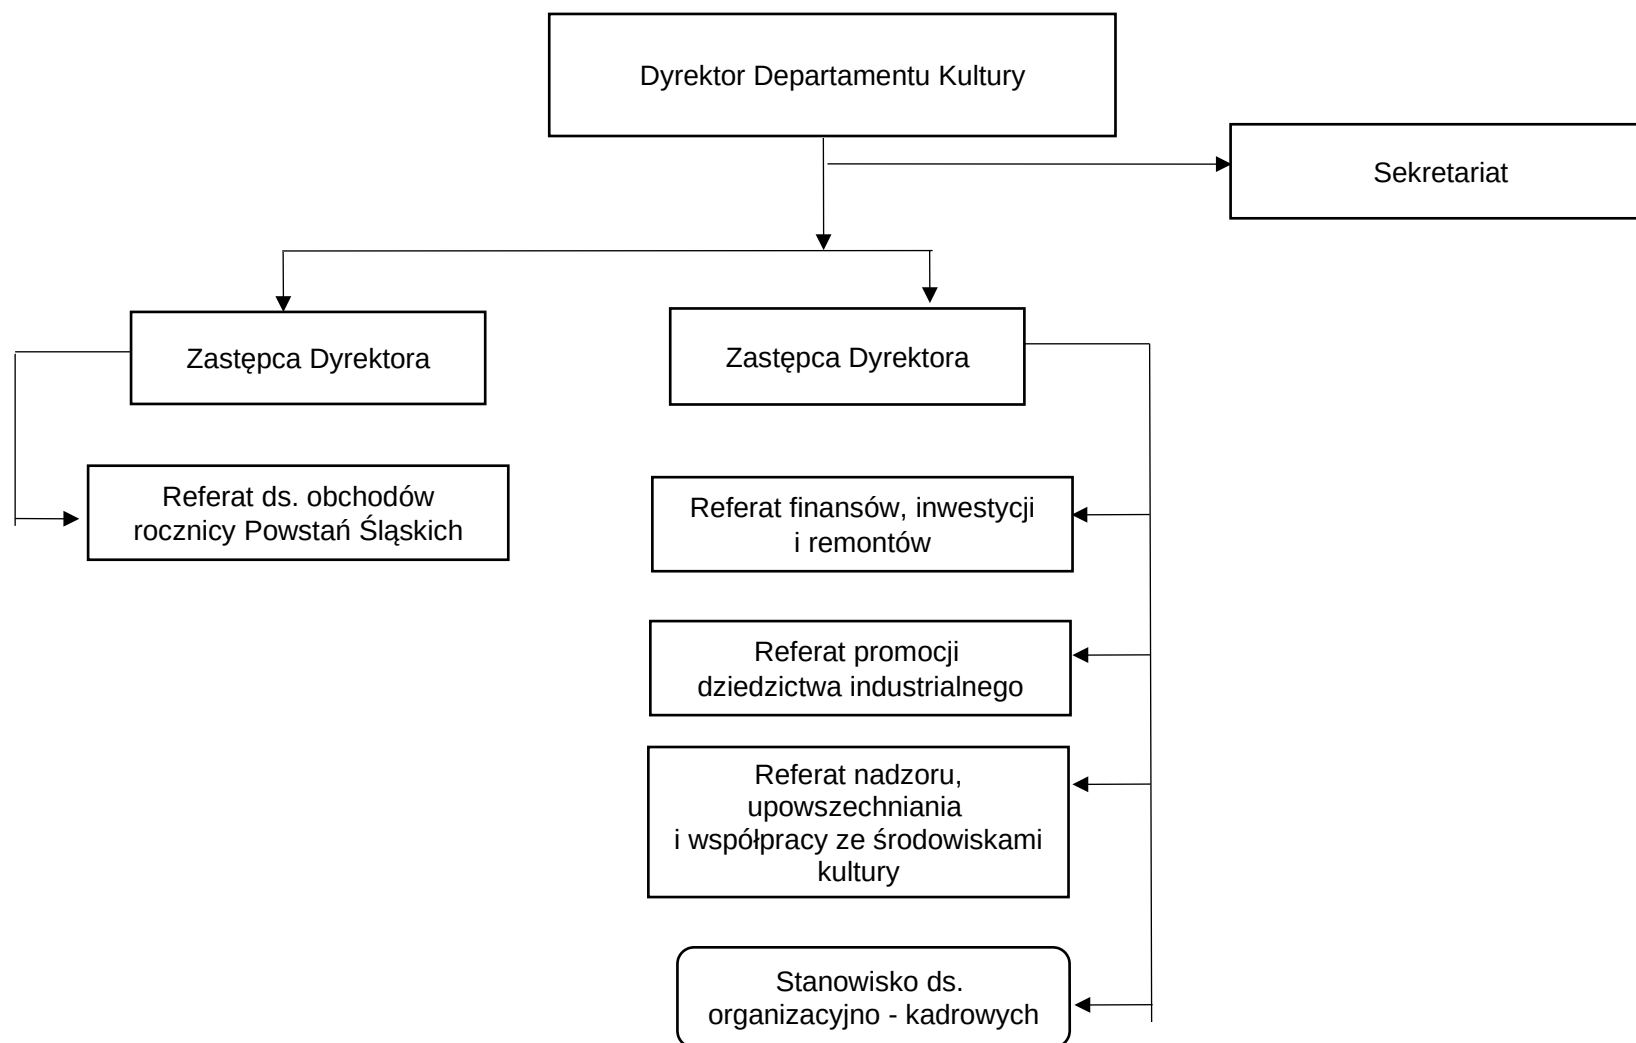 Dyrektor Departamentu Kultury
Sekretariat
Zastępca Dyrektora
Zastępca Dyrektora
Referat ds. obchodów
rocznicy Powstań Śląskich
Referat finansów, inwestycji
i remontów
Referat promocji
dziedzictwa industrialnego
Referat nadzoru,
upowszechniania
i współpracy ze środowiskami
kultury
Stanowisko ds.
organizacyjno - kadrowych